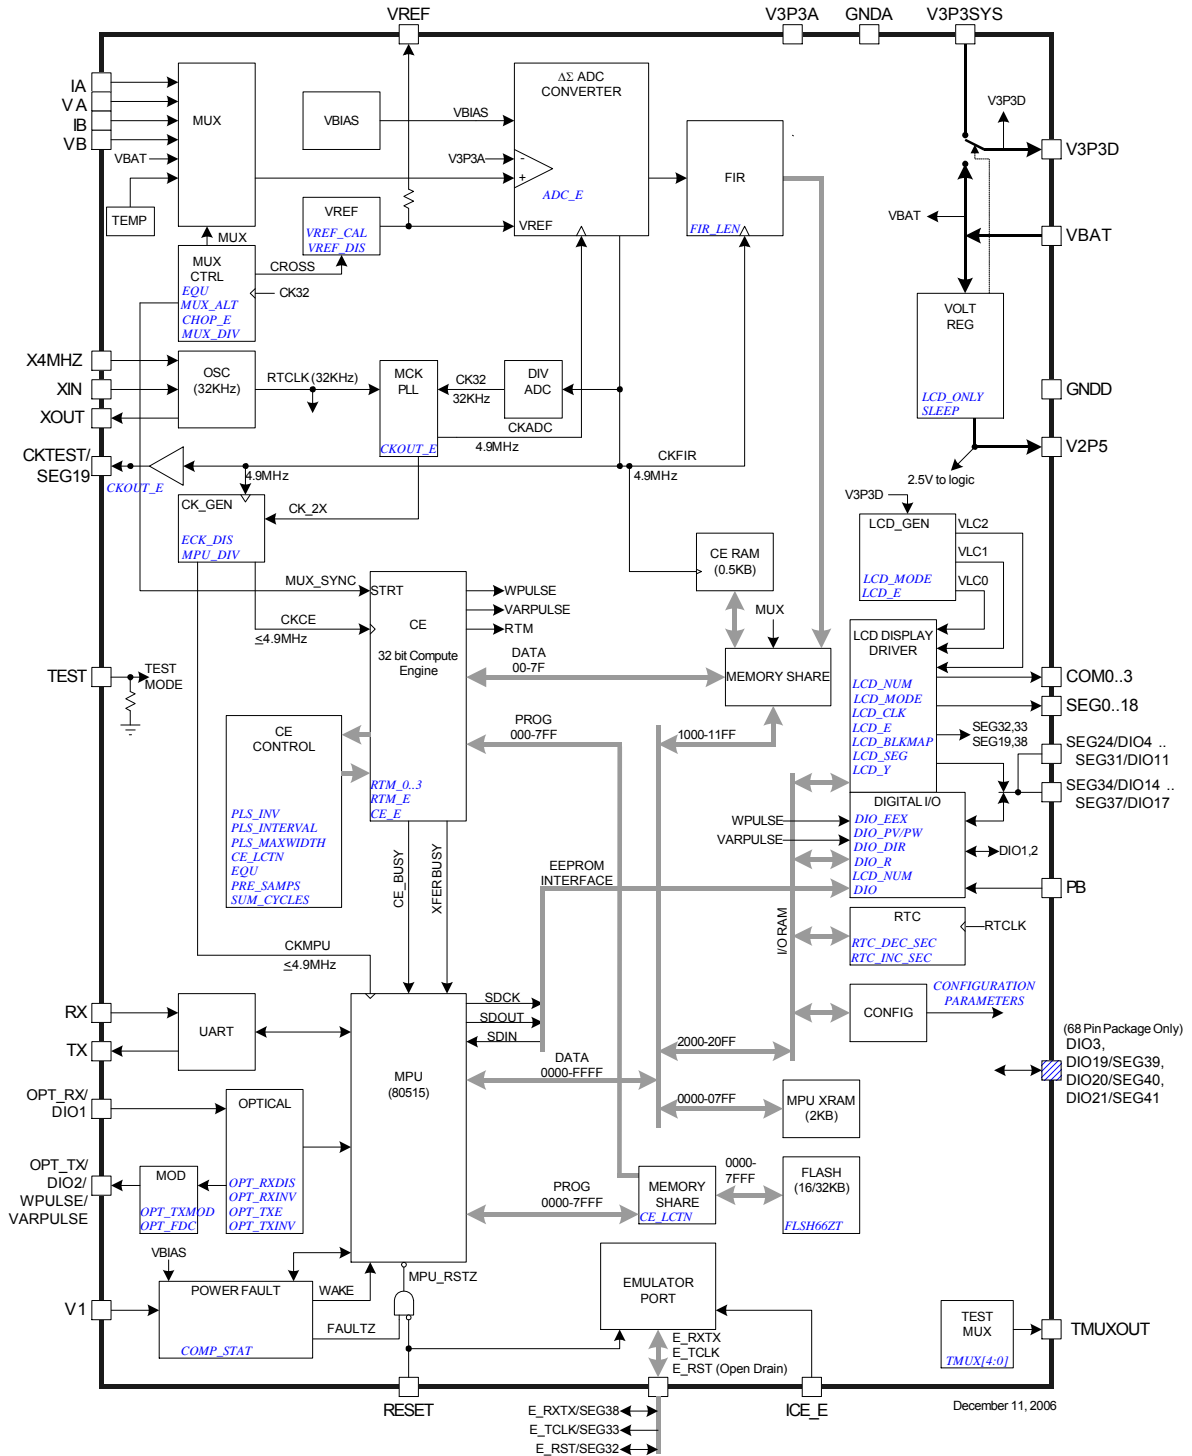 VREF
V3P3A
GNDA
V3P3SYS
IA
VA
IB
VB
VBAT
TEMP
MUX
VBIAS
VBIAS
ΔΣ ADC
CONVERTER
V3P3A
-
+
ADC_E
VREF
FIR
FIR_LEN
V3P3D
V3P3D
VBAT
VBAT
VREF
VREF_CAL
VREF_DIS
MUX
MUX
CTRL
EQU
MUX_ALT
CHOP_E
MUX_DIV
CROSS
CK32
VOLT
REG
LCD_ONLY
SLEEP
GNDD
V2P5
2.5V to logic
X4MHZ
XIN
XOUT
OSC
(32KHz)
RTCLK (32KHz)
MCK
PLL
CKOUT_E
CK32
32KHz
DIV
ADC
CKADC
4.9MHz
CKTEST/
SEG19
CKOUT_E
4.9MHz
CKFIR
4.9MHz
CK_GEN
ECK_DIS
MPU_DIV
CK_2X
V3P3D
LCD_GEN
LCD_MODE
LCD_E
VLC2
VLC1
VLC0
CE RAM
(0.5KB)
MUX_SYNC
STRT
CE
32 bit Compute
Engine
RTM_0..3
RTM_E
CE_E
CKCE
≤4.9MHz
WPULSE
VARPULSE
RTM
DATA
00-7F
MUX
MEMORY SHARE
LCD DISPLAY
DRIVER
LCD_NUM
LCD_MODE
LCD_CLK
LCD_E
LCD_BLKMAP
LCD_SEG
LCD_Y
COM0..3
SEG0..18
SEG32,33
SEG19,38
SEG24/DIO4 ..
SEG31/DIO11
SEG34/DIO14 ..
SEG37/DIO17
TEST
TEST
MODE
CE
CONTROL
PLS_INV
PLS_INTERVAL
PLS_MAXWIDTH
CE_LCTN
EQU
PRE_SAMPS
SUM_CYCLES
PROG
000-7FF
1000-11FF
WPULSE
VARPULSE
DIGITAL I/O
DIO_EEX
DIO_PV/PW
DIO_DIR
DIO_R
LCD_NUM
DIO
DIO1,2
PB
CE_BUSY
XFER BUSY
EEPROM
INTERFACE
I/O RAM
RTC
RTC_DEC_SEC
RTC_INC_SEC
RTCLK
CKMPU
≤4.9MHz
CONFIG
CONFIGURATION
PARAMETERS
RX
TX
UART
MPU
(80515)
SDCK
SDOUT
SDIN
DATA
0000-FFFF
2000-20FF
(68 Pin Package Only)
DIO3,
DIO19/SEG39,
DIO20/SEG40,
DIO21/SEG41
OPT_RX/
DIO1
OPTICAL
OPT_RXDIS
OPT_RXINV
OPT_TXE
OPT_TXINV
0000-07FF
MPU XRAM
(2KB)
OPT_TX/
DIO2/
WPULSE/
VARPULSE
MOD
OPT_TXMOD
OPT_FDC
PROG
0000-7FFF
MEMORY
SHARE
CE_LCTN
0000-
7FFF
FLASH
(16/32KB)
FLSH66ZT
VBIAS
V1
POWER FAULT
COMP_STAT
WAKE
FAULTZ
MPU_RSTZ
EMULATOR
PORT
E_RXTX
E_TCLK
E_RST (Open Drain)
TEST
MUX
TMUX[4:0]
TMUXOUT
RESET
ICE_E
December 11, 2006
E_RXTX/SEG38
E_TCLK/SEG33
E_RST/SEG32